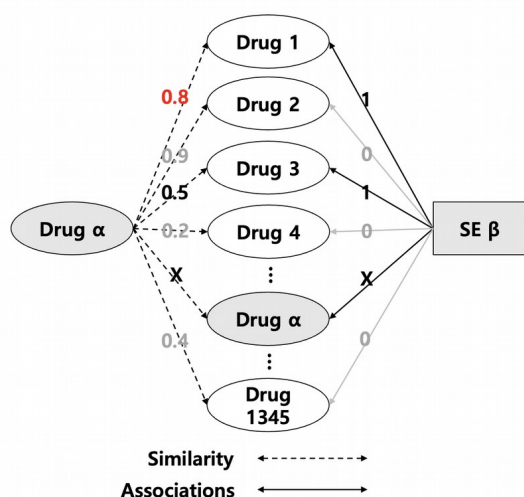 Drug 1
0.8
1
Drug 2
0.9
0
Drug 3
0.5
1
Drug α
0.2
Drug 4
0
SE β
X
X
Drug α
0.4
0
Drug
1345
Similarity
Associations